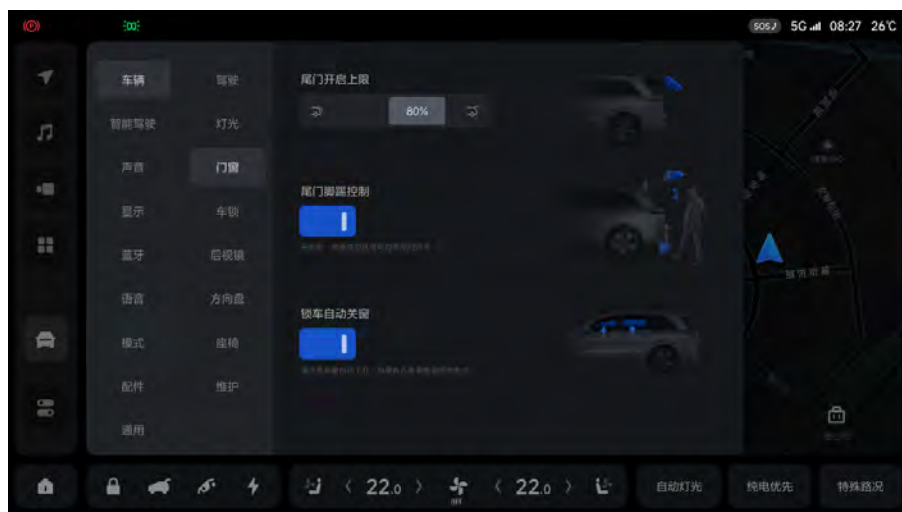 (P)
SOS 5G 08:27 26℃
车辆 驾驶
智能驾驶 灯光
声音 门窗
显示 车锁
蓝牙 后视镜
语言 方向盘
模式 座椅
配件 维护
通用
尾门开启上限
80%
尾门脚踢控制
锁车自动关窗
22.0 OFF 22.0
自动灯光 纯电优先 特殊路况